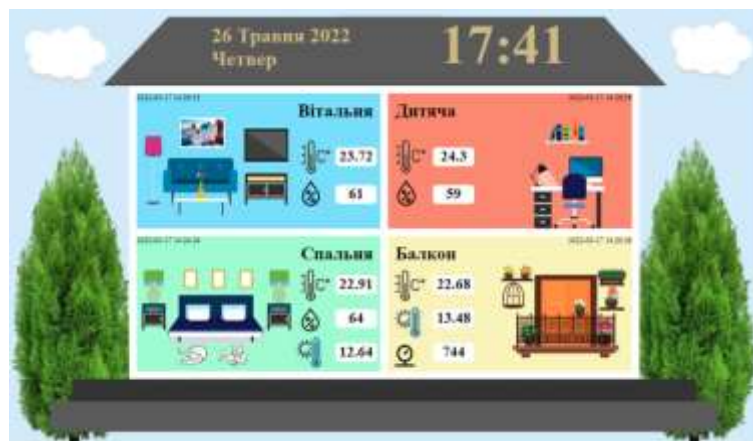 26 Травня 2022
Четвер
17:41
Вітальня
C°
23.72
61
Дитяча
C°
24.3
59
Спальня
C°
22.91
64
12.64
Балкон
C°
22.68
13.48
744